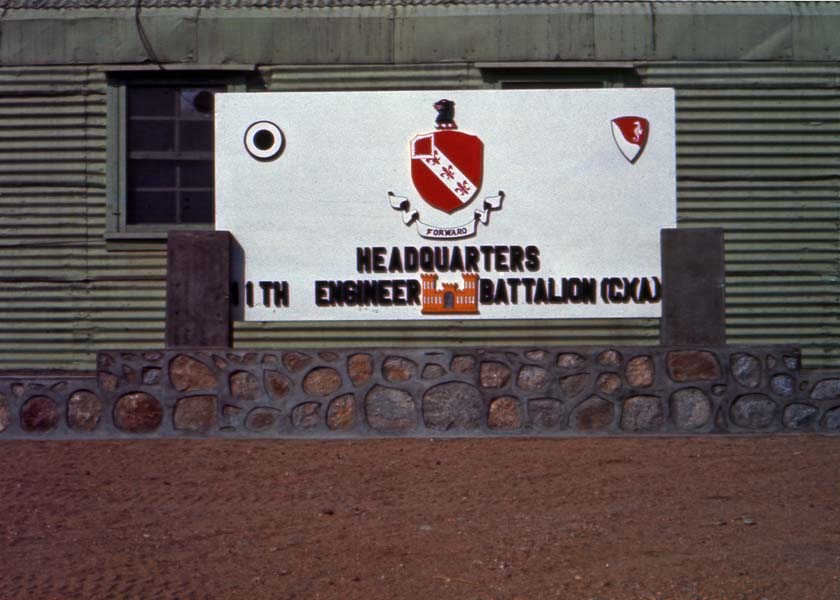 FORWARD
HEADQUARTERS
11TH ENGINEER BATTALION (CXA)